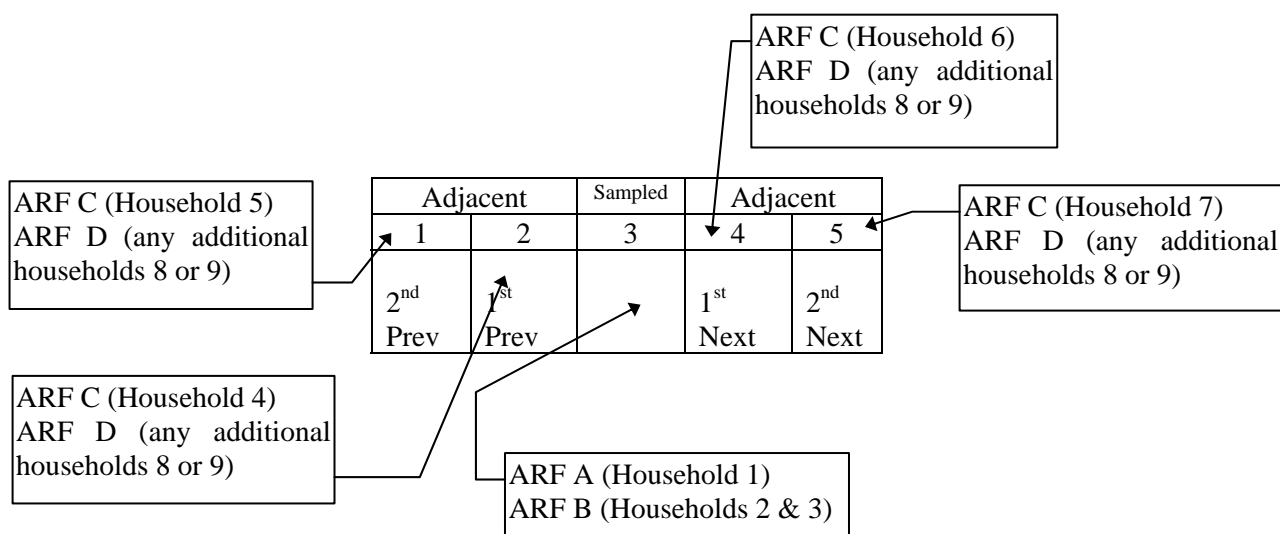 ARF C (Household 6)
ARF D (any additional
households 8 or 9)
ARF C (Household 5)
ARF D (any additional
households 8 or 9)
Adjacent Sampled Adjacent
1 2 3 4 5
2nd 1st 1st 2nd
Prev Prev Next Next
ARF C (Household 7)
ARF D (any additional
households 8 or 9)
ARF C (Household 4)
ARF D (any additional
households 8 or 9)
ARF A (Household 1)
ARF B (Households 2 & 3)